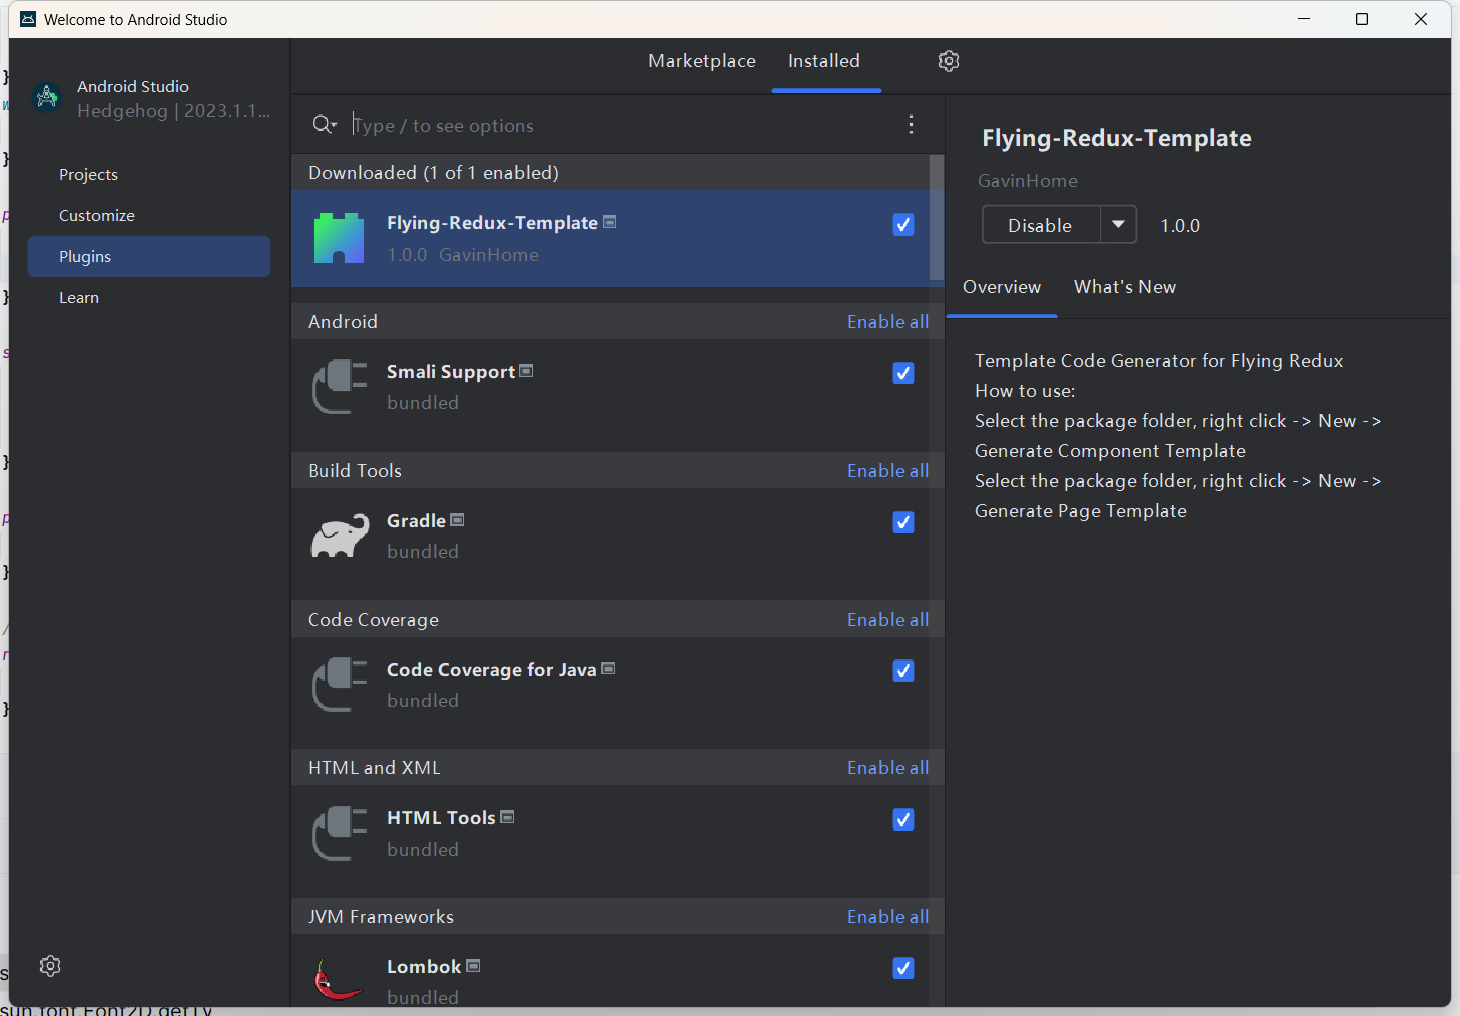 Welcome to Android Studio
Android Studio
Hedgehog | 2023.1.1...
Projects
Customize
Plugins
Learn
Marketplace
Installed
Type / to see options
Downloaded (1 of 1 enabled)
Flying-Redux-Template
1.0.0 GavinHome
Android
Enable all
Smali Support
bundled
Build Tools
Enable all
Gradle
bundled
Code Coverage
Enable all
Code Coverage for Java
bundled
HTML and XML
Enable all
HTML Tools
bundled
JVM Frameworks
Enable all
Lombok
bundled
Flying-Redux-Template
GavinHome
Disable
1.0.0
Overview
What's New
Template Code Generator for Flying Redux
How to use:
Select the package folder, right click -> New ->
Generate Component Template
Select the package folder, right click -> New ->
Generate Page Template